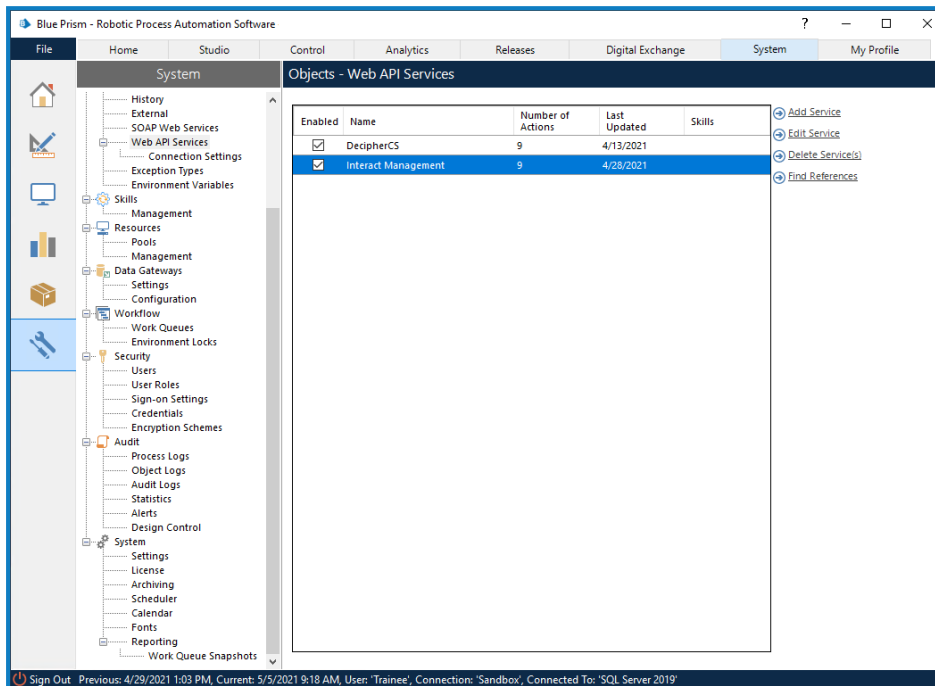 Blue Prism - Robotic Process Automation Software
?
File Home Studio Control Analytics Releases Digital Exchange System My Profile
System
Objects - Web API Services
History
External
SOAP Web Services
Web API Services
Connection Settings
Exception Types
Environment Variables
Skills
Management
Resources
Pools
Management
Data Gateways
Settings
Configuration
Workflow
Work Queues
Environment Locks
Security
Users
User Roles
Sign-on Settings
Credentials
Encryption Schemes
Audit
Process Logs
Object Logs
Audit Logs
Statistics
Alerts
Design Control
System
Settings
License
Archiving
Scheduler
Calendar
Fonts
Reporting
Work Queue Snapshots
Enabled Name Number of Actions Last Updated Skills
DecipherCS 9 4/13/2021
Interact Management 9 4/28/2021
Add Service
Edit Service
Delete Service(s)
Find References
Sign Out Previous: 4/29/2021 1:03 PM, Current: 5/5/2021 9:18 AM, User: 'Trainee', Connection: 'Sandbox', Connected To: 'SQL Server 2019'